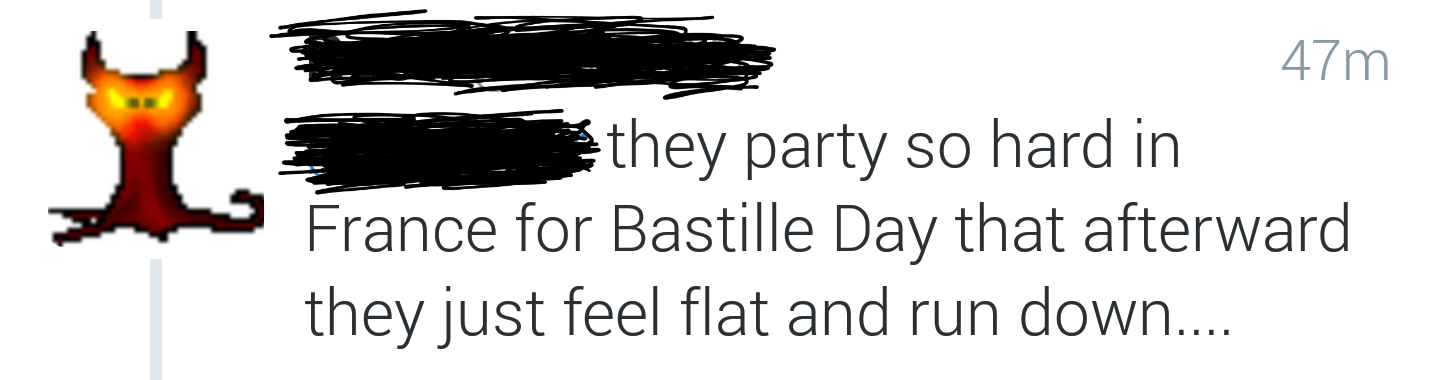 47m
they party so hard in
France for Bastille Day that afterward
they just feel flat and run down....